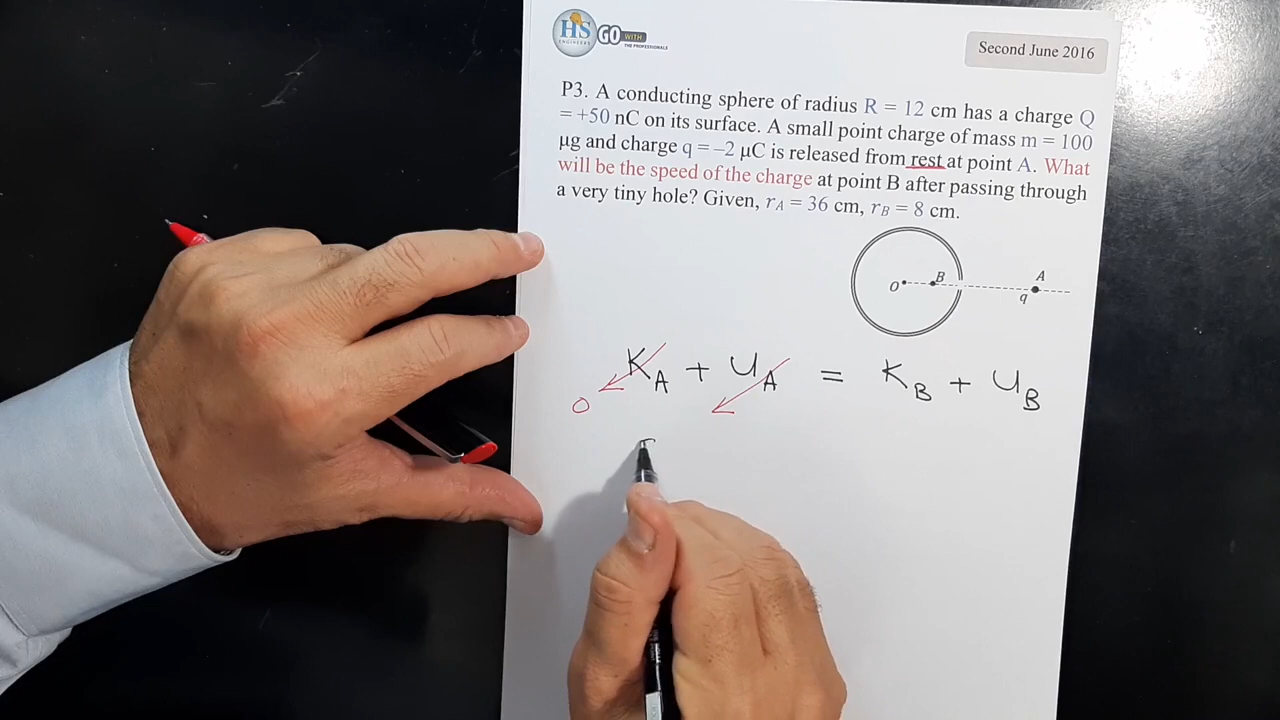 HS GO WITH
ENGINEERS THE PROFESSIONALS
Second June 2016
P3. A conducting sphere of radius R = 12 cm has a charge Q
= +50 nC on its surface. A small point charge of mass m = 100
μg and charge q = –2 μC is released from rest at point A. What
will be the speed of the charge at point B after passing through
a very tiny hole? Given, rA = 36 cm, rB = 8 cm.
O B A
q
KA + UA = KB + UB
0